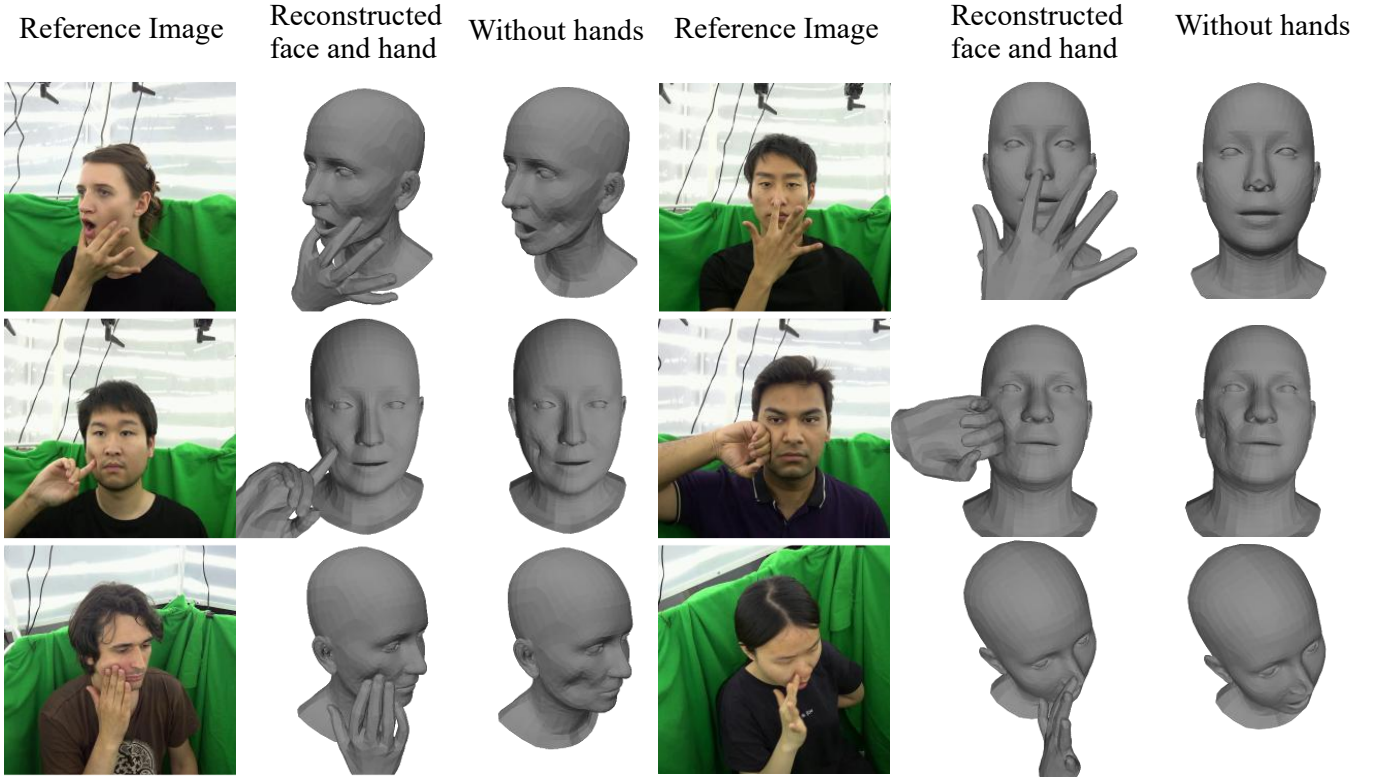 Reference Image
Reconstructed
face and hand
Without hands
Reference Image
Reconstructed
face and hand
Without hands